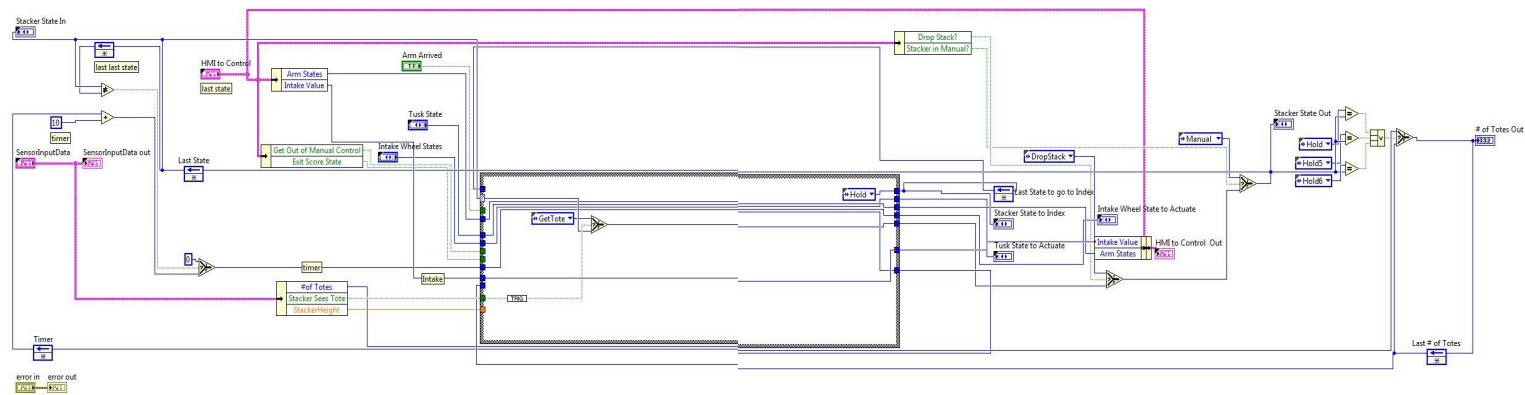 Stacker State In
last last state
HMI to Control
last state
Arm States
Intake Value
Arm Arrived
TF
Drop Stack?
Stacker in Manual?
10
timer
SensorInputData
SensorInputData out
Last State
Tusk State
Intake Wheel States
Get Out of Manual Control
Exit Score State
0
timer
Intake
#of Totes
Stacker Sees Tote
StackerHeight
Timer
error in
error out
GetTote
TRIG
Hold
Last State to go to Index
Stacker State to Index
Tusk State to Actuate
Intake Wheel State to Actuate
Intake Value
Arm States
HMI to Control Out
DropStack
Manual
Stacker State Out
Hold
Hold5
Hold6
# of Totes Out
Last # of Totes